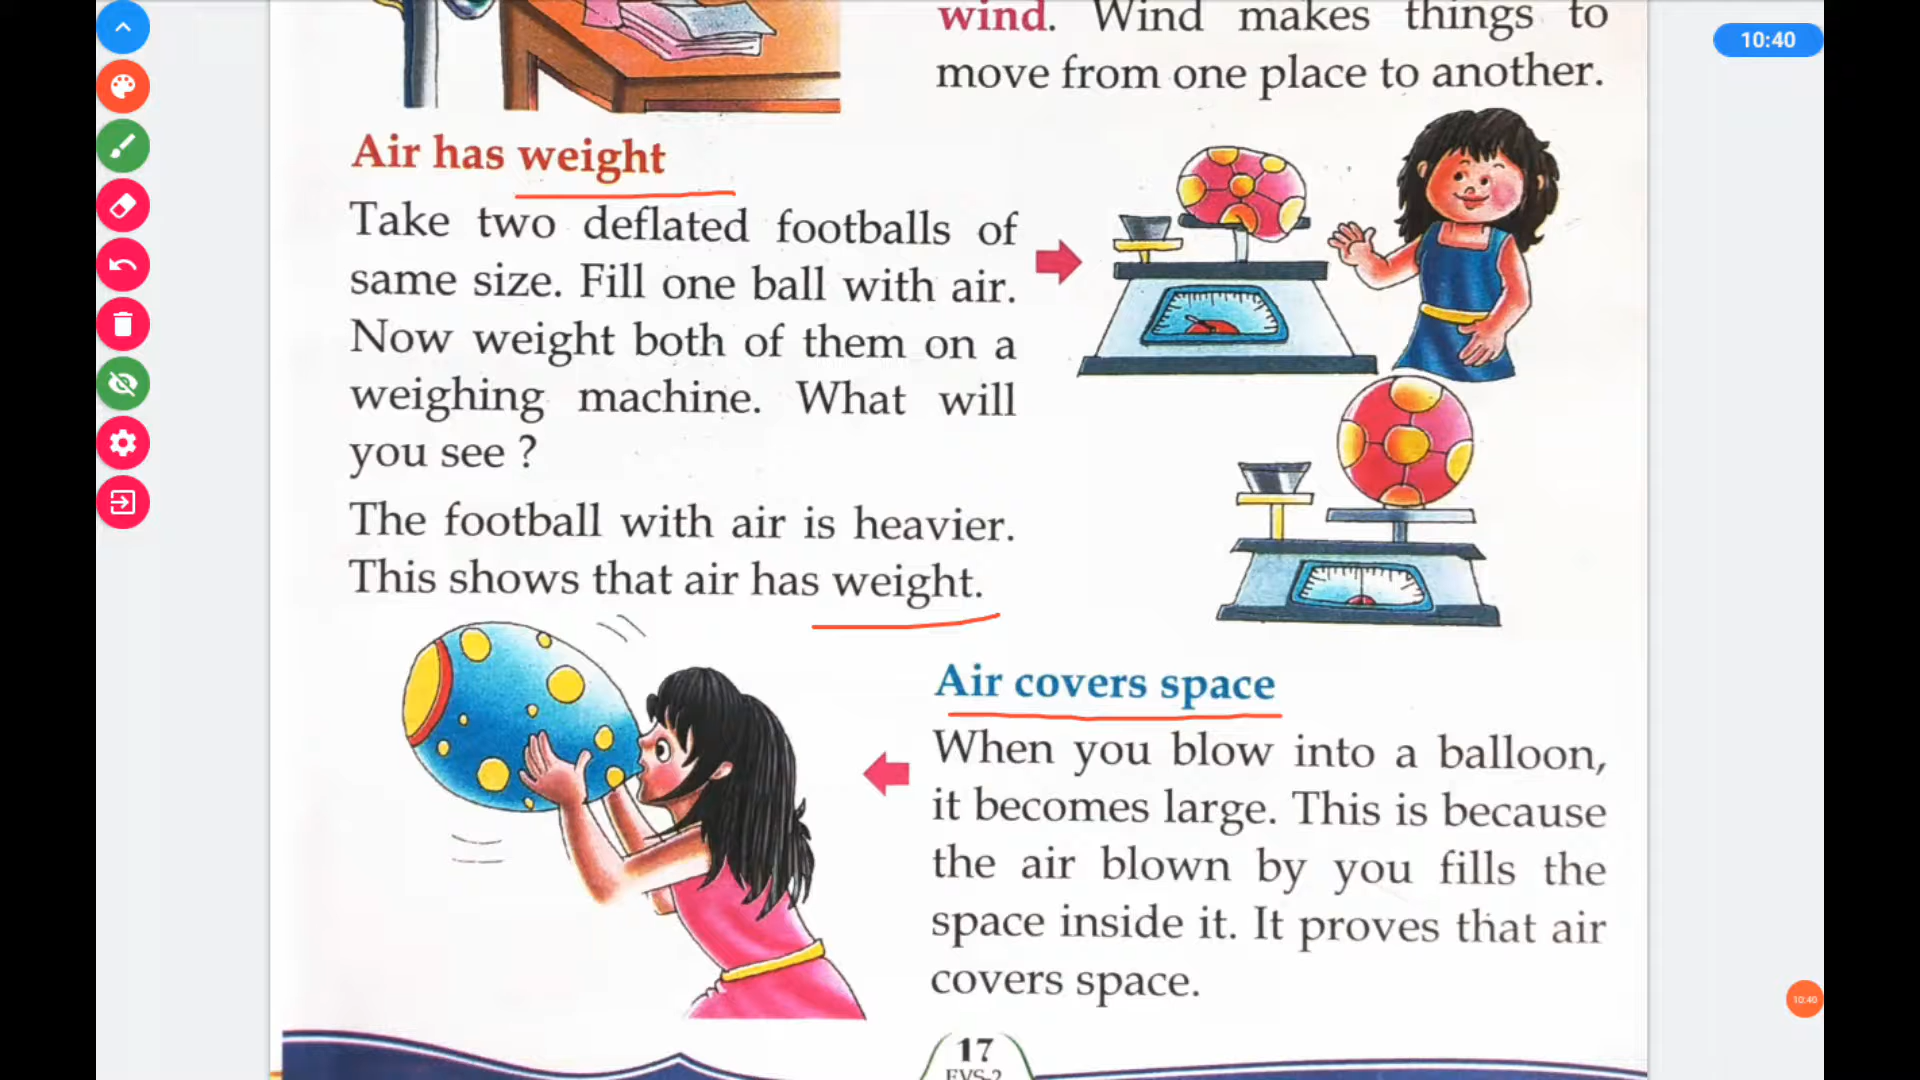 wind. Wind makes things to
move from one place to another.
Air has weight
Take two deflated footballs of
same size. Fill one ball with air.
Now weight both of them on a
weighing machine. What will
you see ?
The football with air is heavier.
This shows that air has weight.
Air covers space
When you blow into a balloon,
it becomes large. This is because
the air blown by you fills the
space inside it. It proves that air
covers space.
17
EVS-2
10:40
10:40